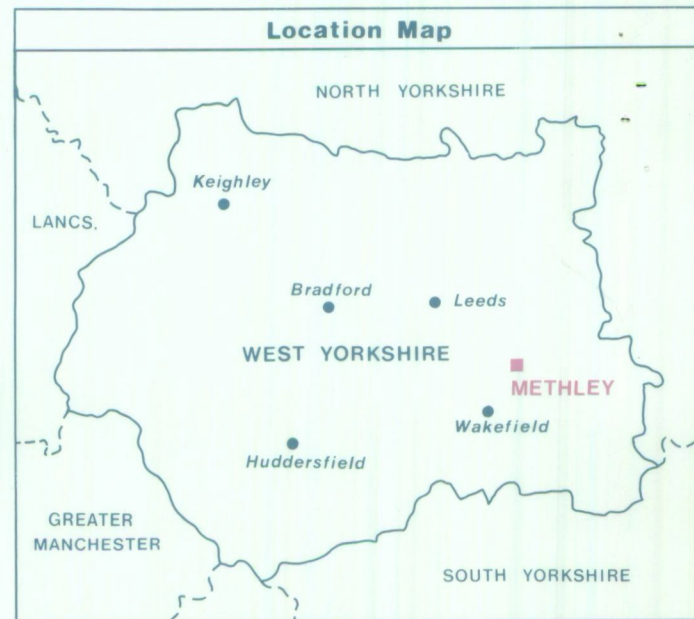 Location Map
NORTH YORKSHIRE
Keighley
LANCS.
Bradford
Leeds
WEST YORKSHIRE
METHLEY
Wakefield
Huddersfield
GREATER
MANCHESTER
SOUTH YORKSHIRE